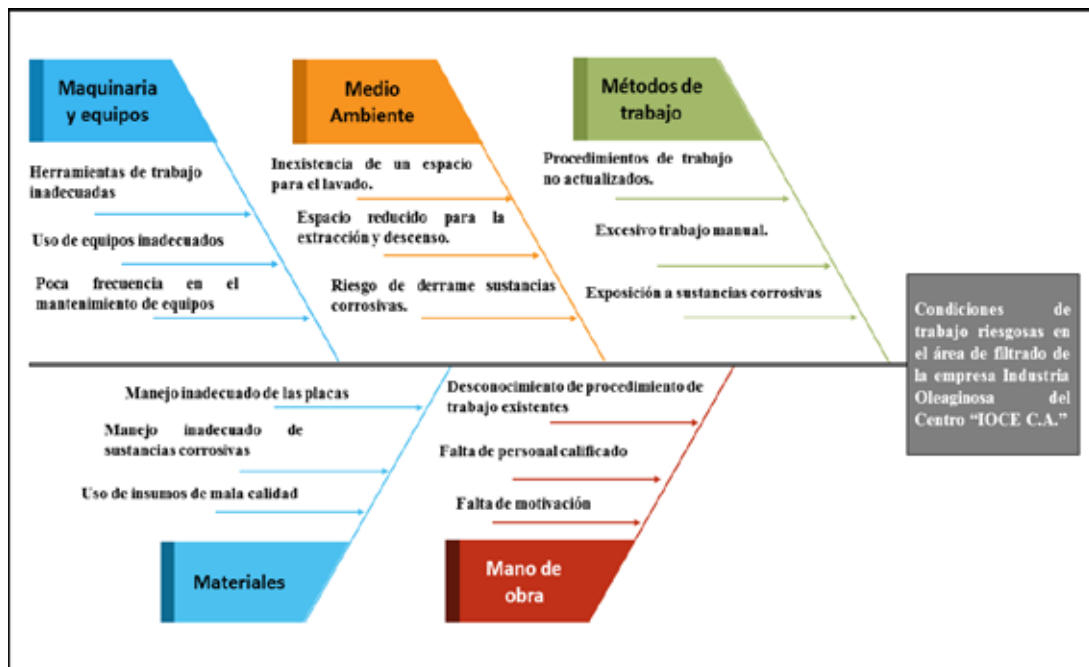 Maquinaria
y equipos
Herramientas de trabajo
inadecuadas
Uso de equipos inadecuados
Poca frecuencia en el
mantenimiento de equipos
Medio
Ambiente
Inexistencia de un espacio
para el lavado.
Espacio reducido para la
extracción y descenso.
Riesgo de derrame sustancias
corrosivas.
Métodos de
trabajo
Procedimientos de trabajo
no actualizados.
Excesivo trabajo manual.
Exposición a sustancias corrosivas
Condiciones de
trabajo riesgosas en
el área de filtrado de
la empresa Industria
Oleaginosa del
Centro “IOCE C.A.”
Manejo inadecuado de las placas
Manejo inadecuado de
sustancias corrosivas
Uso de insumos de mala calidad
Materiales
Desconocimiento de procedimiento de
trabajo existentes
Falta de personal calificado
Falta de motivación
Mano de
obra